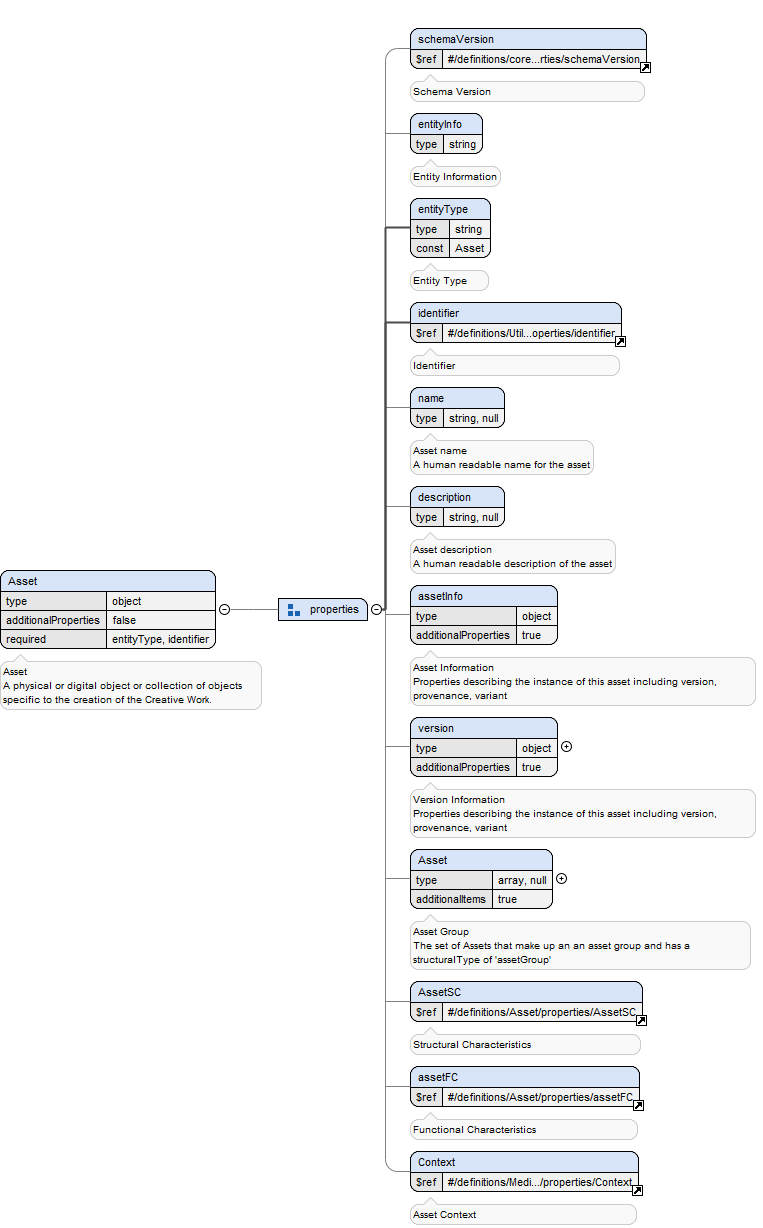 schemaVersion
$ref #/definitions/core...rties/schemaVersion
Schema Version
entityInfo
type string
Entity Information
entityType
type string
const Asset
Entity Type
identifier
$ref #/definitions/Util...operties/identifier
Identifier
name
type string, null
Asset name
A human readable name for the asset
description
type string, null
Asset description
A human readable description of the asset
Asset
type object
additionalProperties false
required entityType, identifier
Asset
A physical or digital object or collection of objects
specific to the creation of the Creative Work.
properties
assetInfo
type object
additionalProperties true
Asset Information
Properties describing the instance of this asset including version,
provenance, variant
version
type object
additionalProperties true
Version Information
Properties describing the instance of this asset including version,
provenance, variant
Asset
type array, null
additionalItems true
Asset Group
The set of Assets that make up an an asset group and has a
structuralType of 'assetGroup'
AssetSC
$ref #/definitions/Asset/properties/AssetSC
Structural Characteristics
assetFC
$ref #/definitions/Asset/properties/assetFC
Functional Characteristics
Context
$ref #/definitions/Medi.../properties/Context
Asset Context